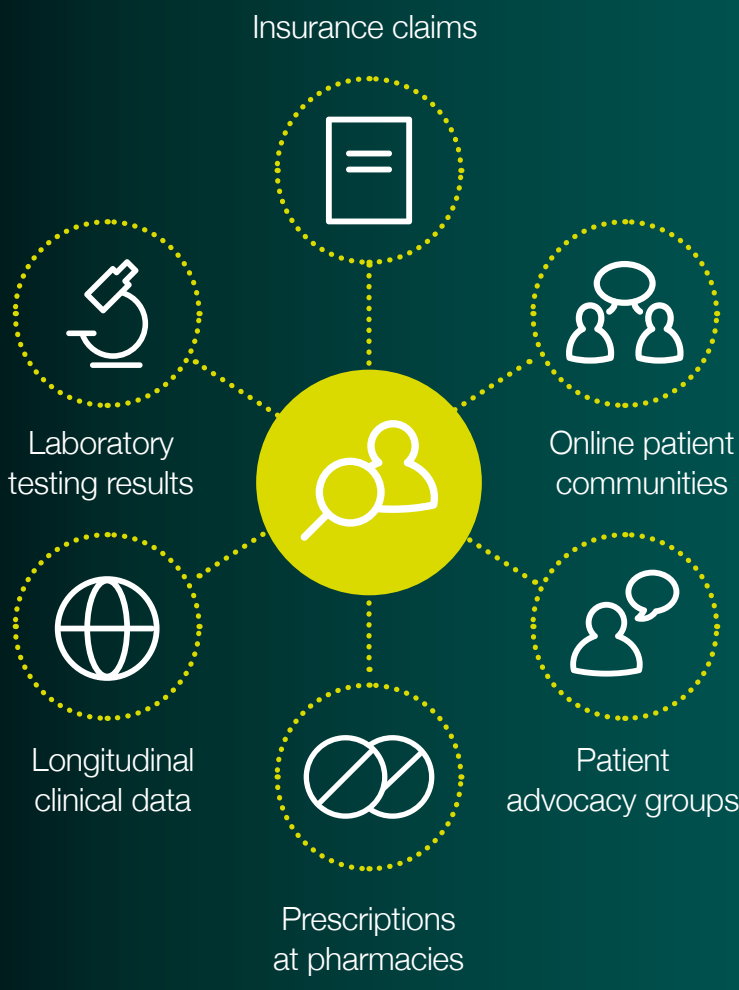 Insurance claims
Laboratory
testing results
Online patient
communities
Longitudinal
clinical data
Patient
advocacy groups
Prescriptions
at pharmacies